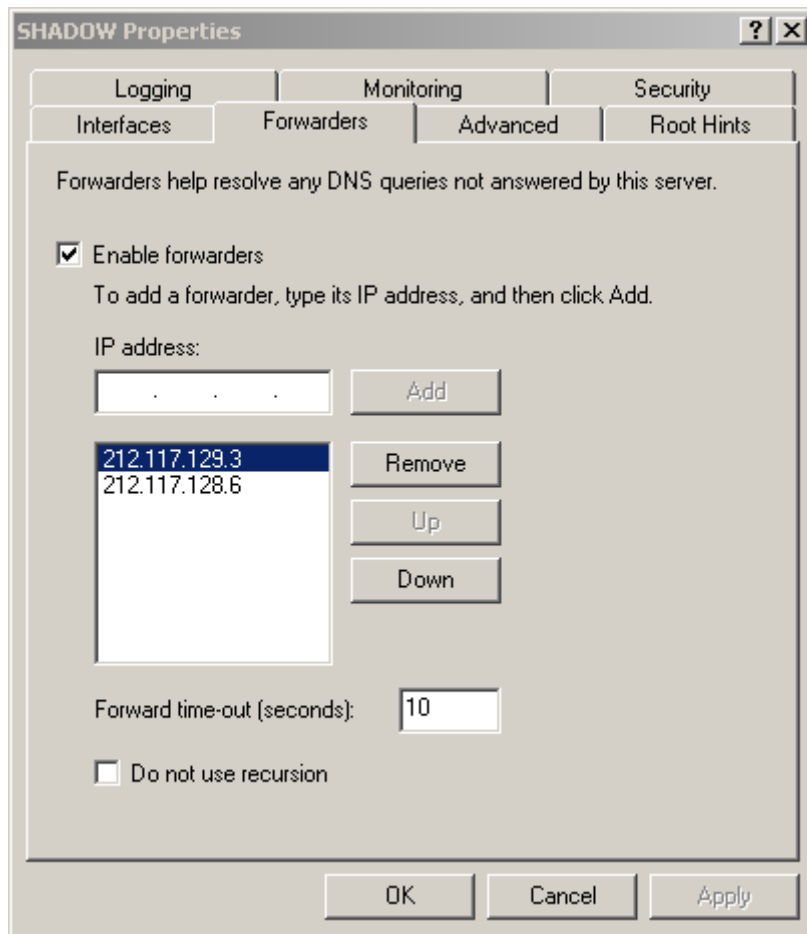 SHADOW Properties
Logging Monitoring Security
Interfaces Forwarders Advanced Root Hints
Forwarders help resolve any DNS queries not answered by this server.
Enable forwarders
To add a forwarder, type its IP address, and then click Add.
IP address:
. . . Add
212.117.129.3 Remove
212.117.128.6
Up
Down
Forward time-out (seconds): 10
Do not use recursion
OK Cancel Apply